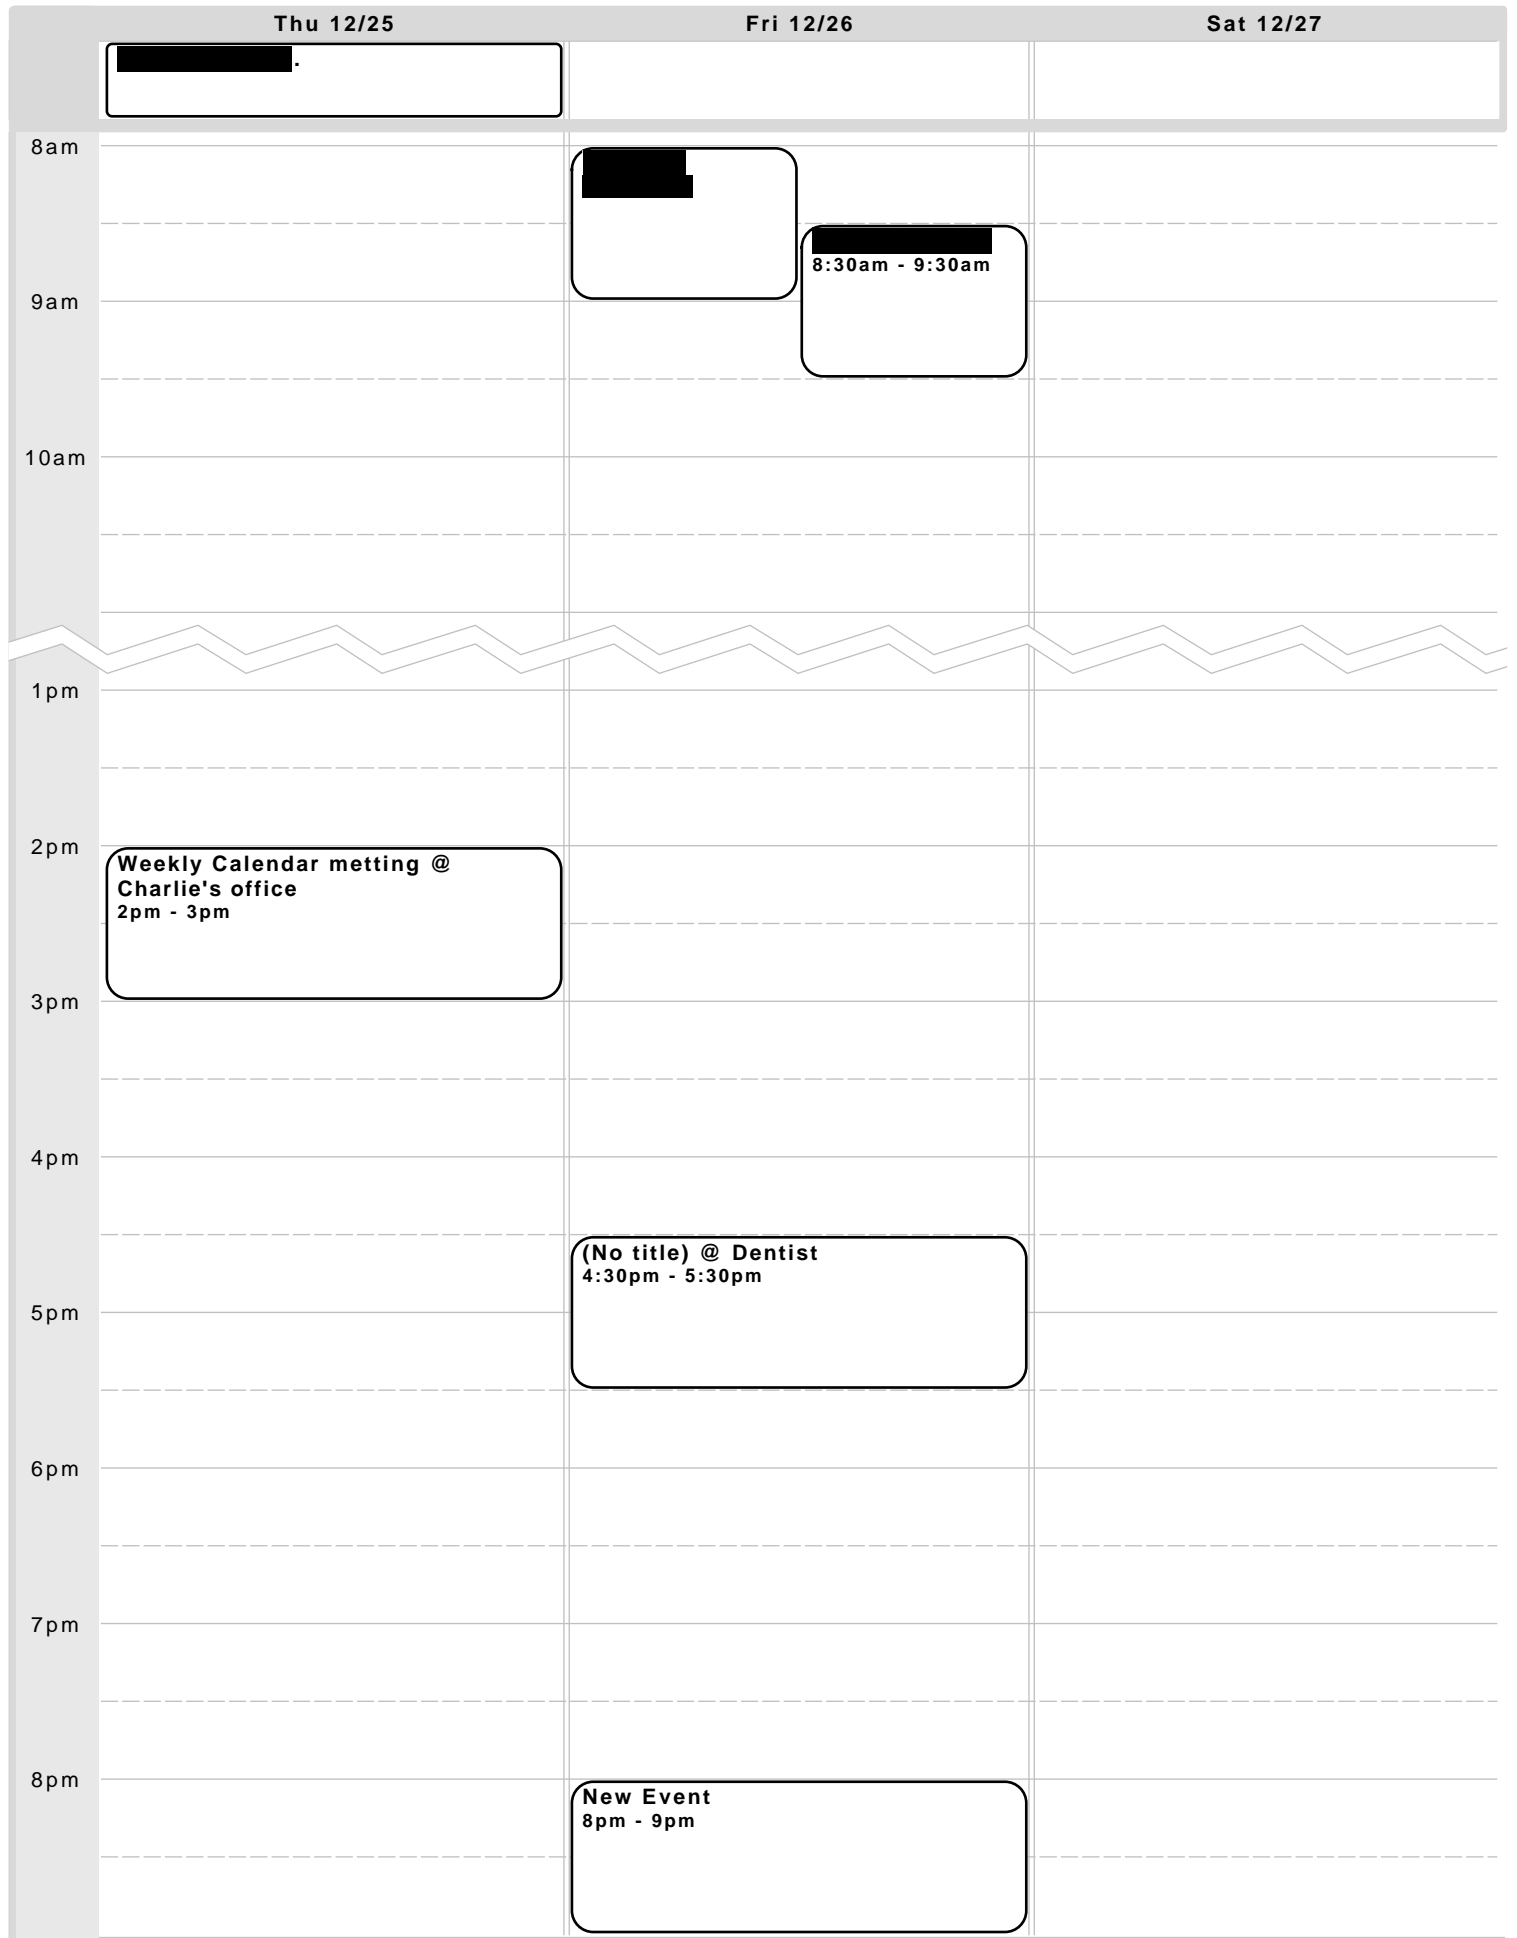 Thu 12/25 Fri 12/26 Sat 12/27
.
8am
8:30am - 9:30am
9am
10am
1pm
2pm
Weekly Calendar metting @
Charlie's office
2pm - 3pm
3pm
4pm
(No title) @ Dentist
4:30pm - 5:30pm
5pm
6pm
7pm
8pm
New Event
8pm - 9pm